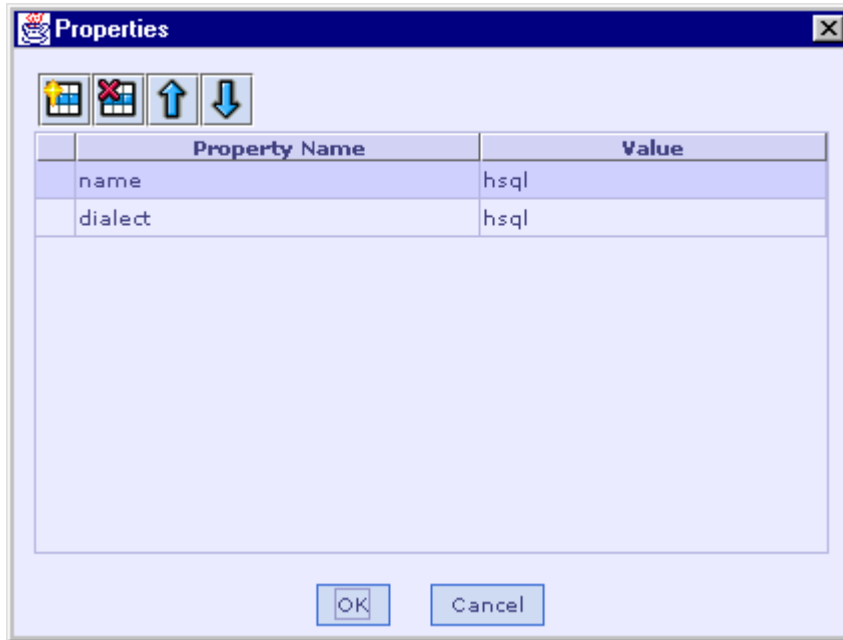 Properties
Property Name Value
name hsql
dialect hsql
OK Cancel